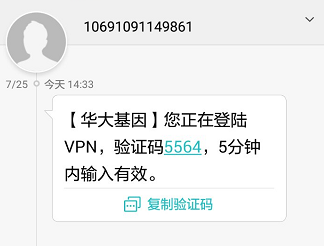 10691091149861
7/25 今天 14:33
【华大基因】您正在登陆
VPN，验证码5564，5分钟
内输入有效。
复制验证码